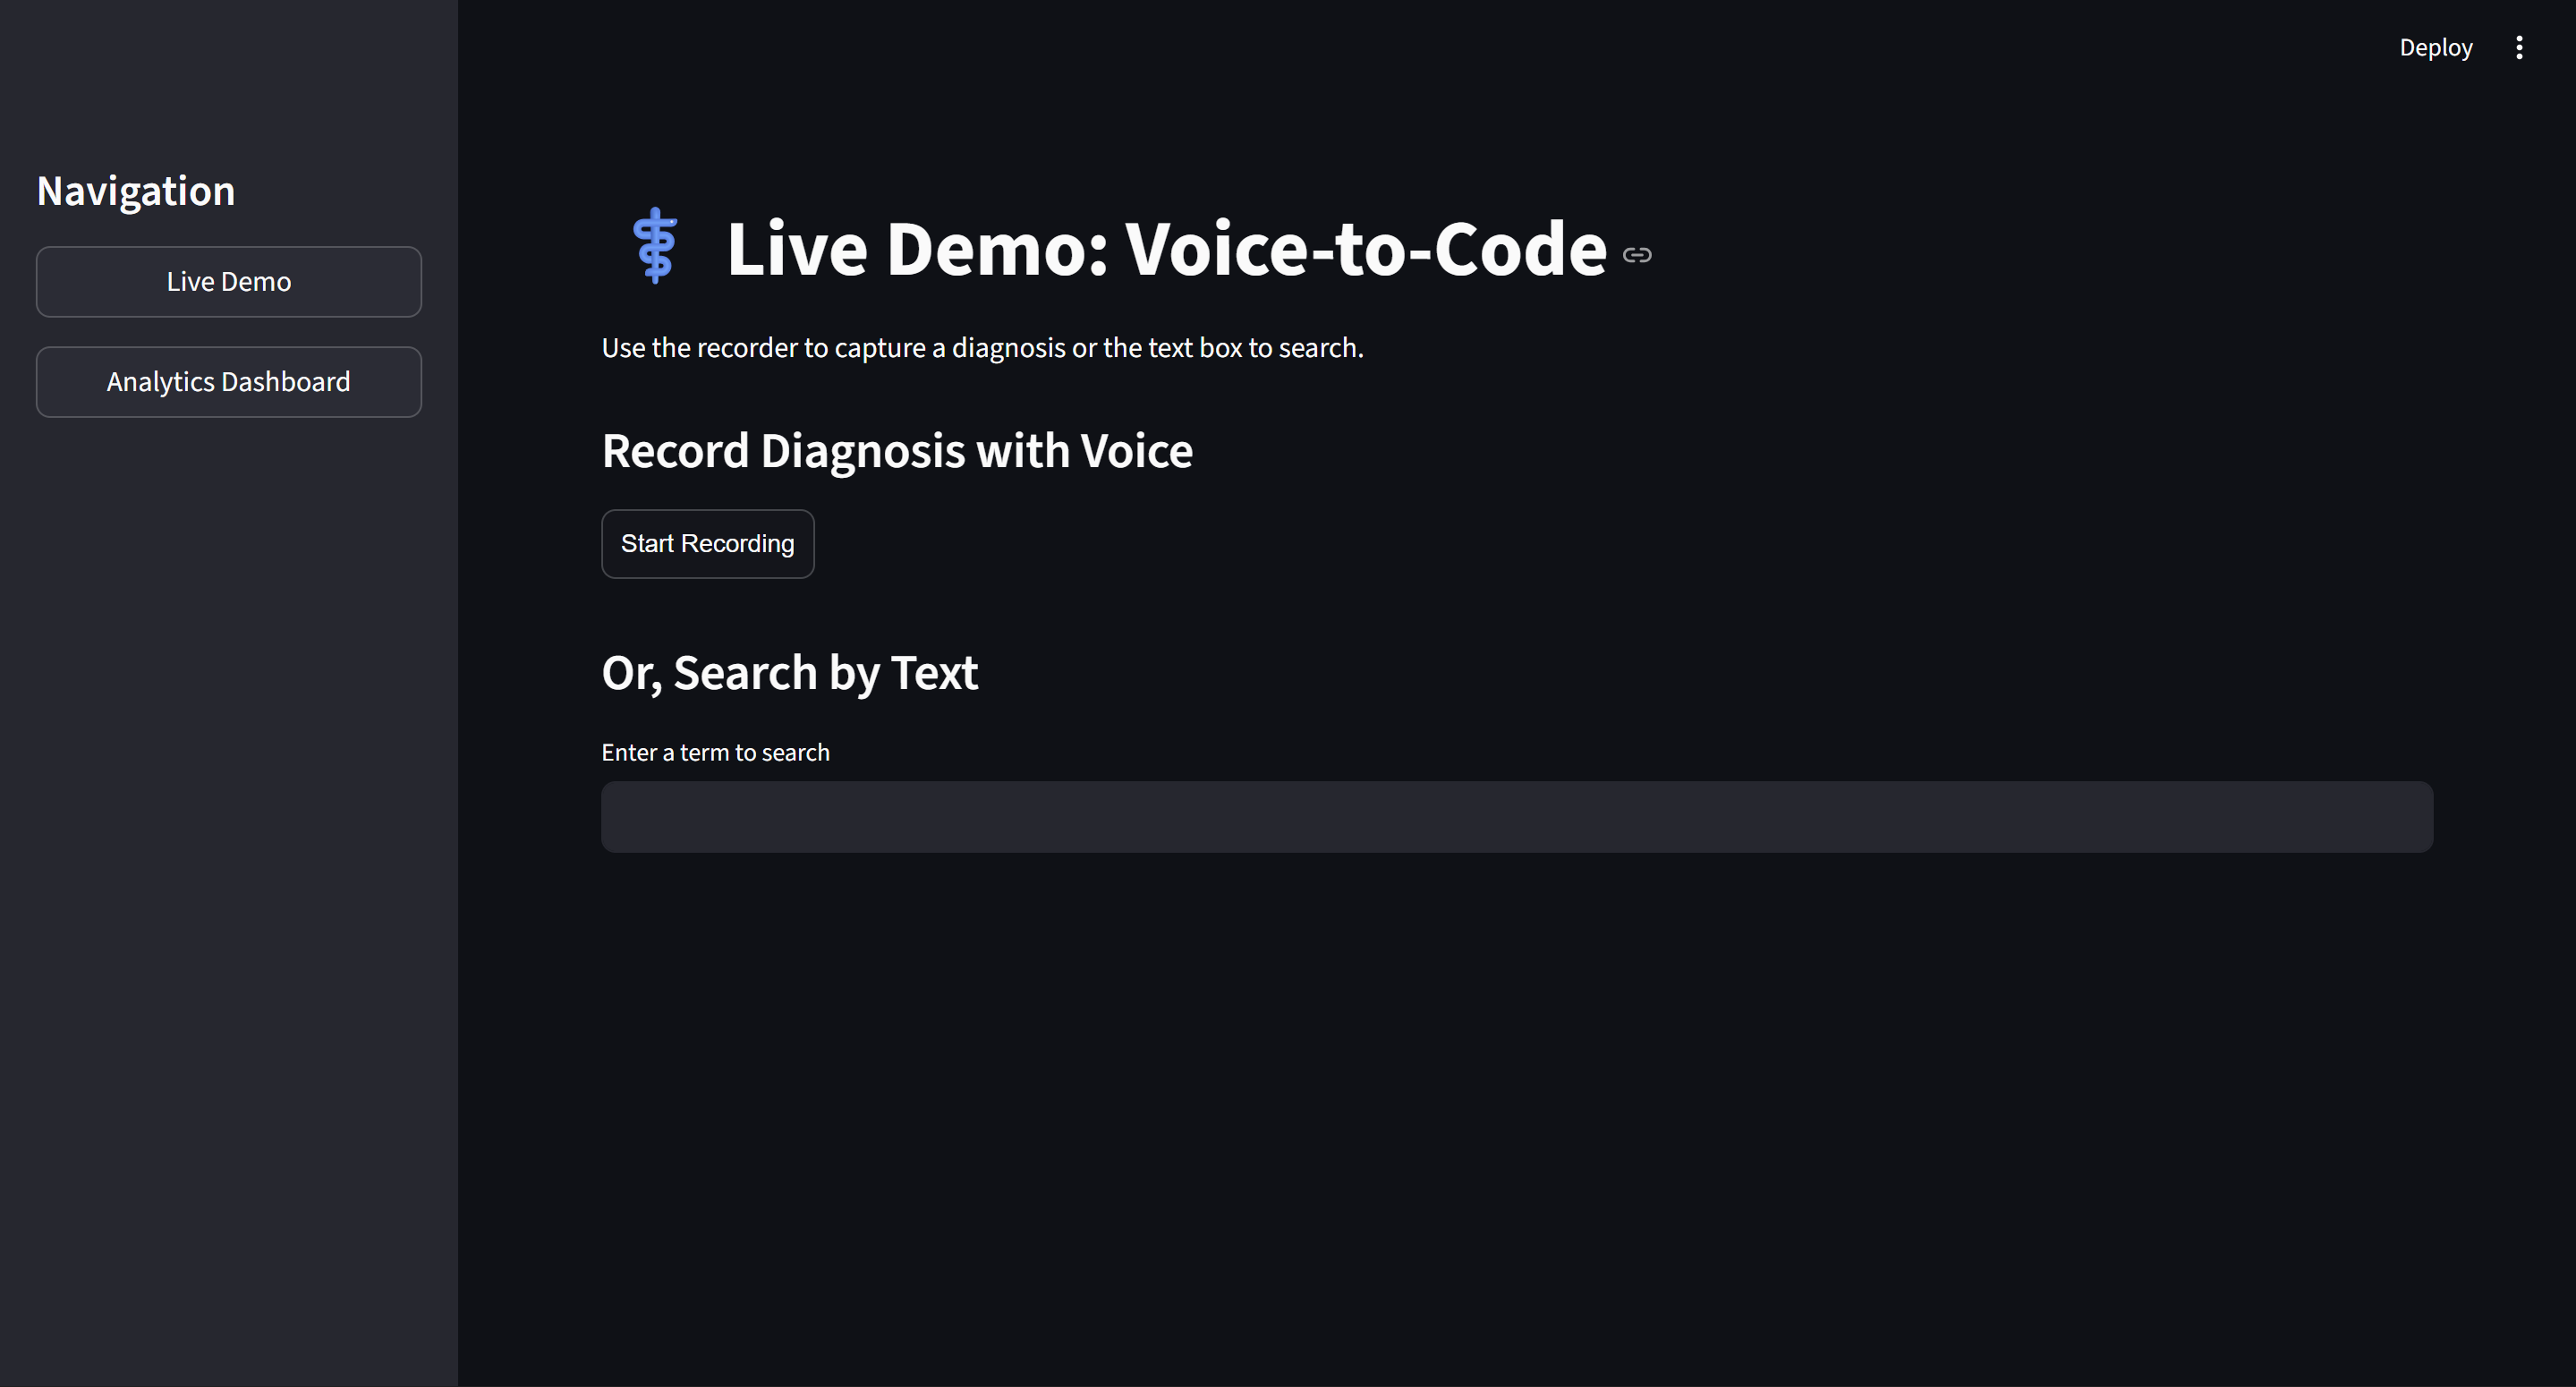 Deploy
Navigation
Live Demo
Analytics Dashboard
Live Demo: Voice-to-Code
Use the recorder to capture a diagnosis or the text box to search.
Record Diagnosis with Voice
Start Recording
Or, Search by Text
Enter a term to search